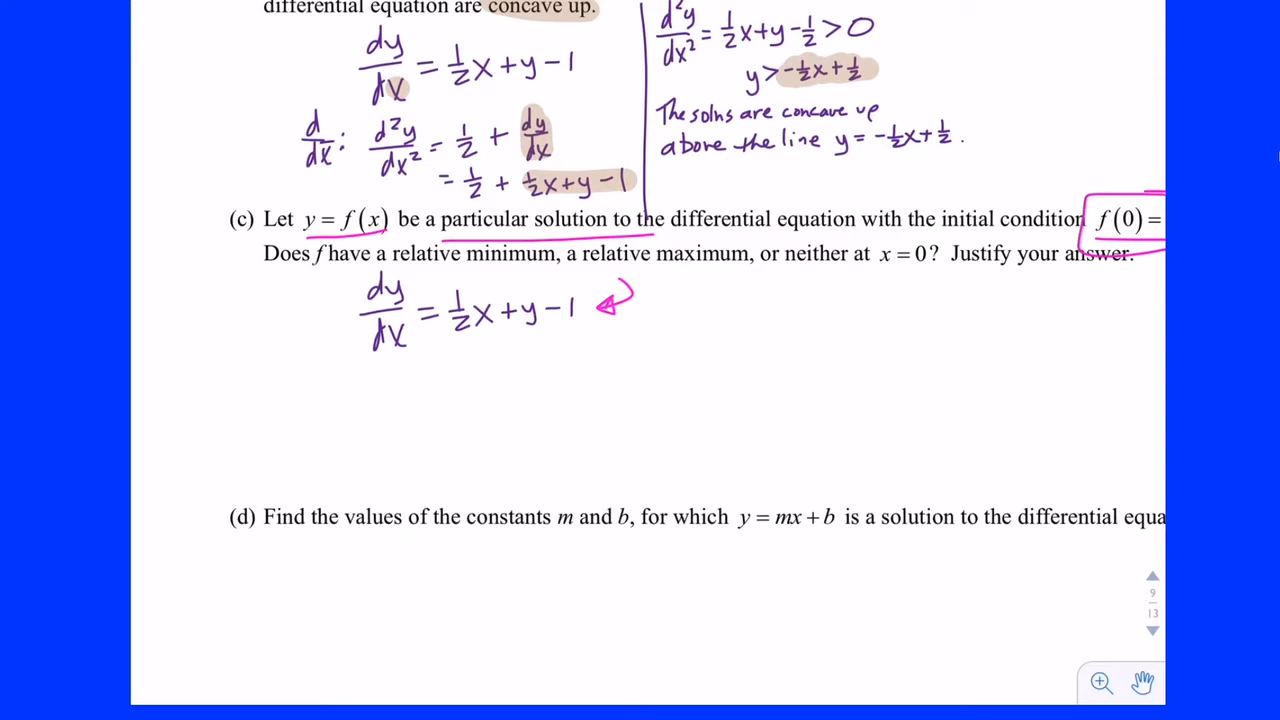 differential equation are concave up.
dy/dx = 1/2x+y-1
d/dx: d²y/dx² = 1/2 + dy/dx
= 1/2 + 1/2x+y-1
d²y/dx² = 1/2x+y-1/2>0
y>-1/2x+1/2
The solns are concave up
above the line y=-1/2x+1/2.
(c) Let y = f(x) be a particular solution to the differential equation with the initial condition f(0) =
Does f have a relative minimum, a relative maximum, or neither at x = 0? Justify your answer.
dy/dx = 1/2x+y-1
(d) Find the values of the constants m and b, for which y = mx + b is a solution to the differential equa
9
13